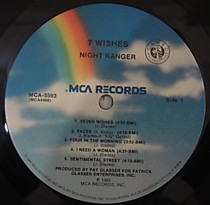 7 WISHES
NIGHT RANGER
MCA RECORDS
MCA-5593
Side 1
1. SEVEN WISHES
2. FACES
3. FOUR IN THE MORNING
4. I NEED A WOMAN
5. SENTIMENTAL STREET
PRODUCED BY PAT GLASSER FOR PATRICK
GLASSER ENTERPRISES, INC.
MCA RECORDS, INC.